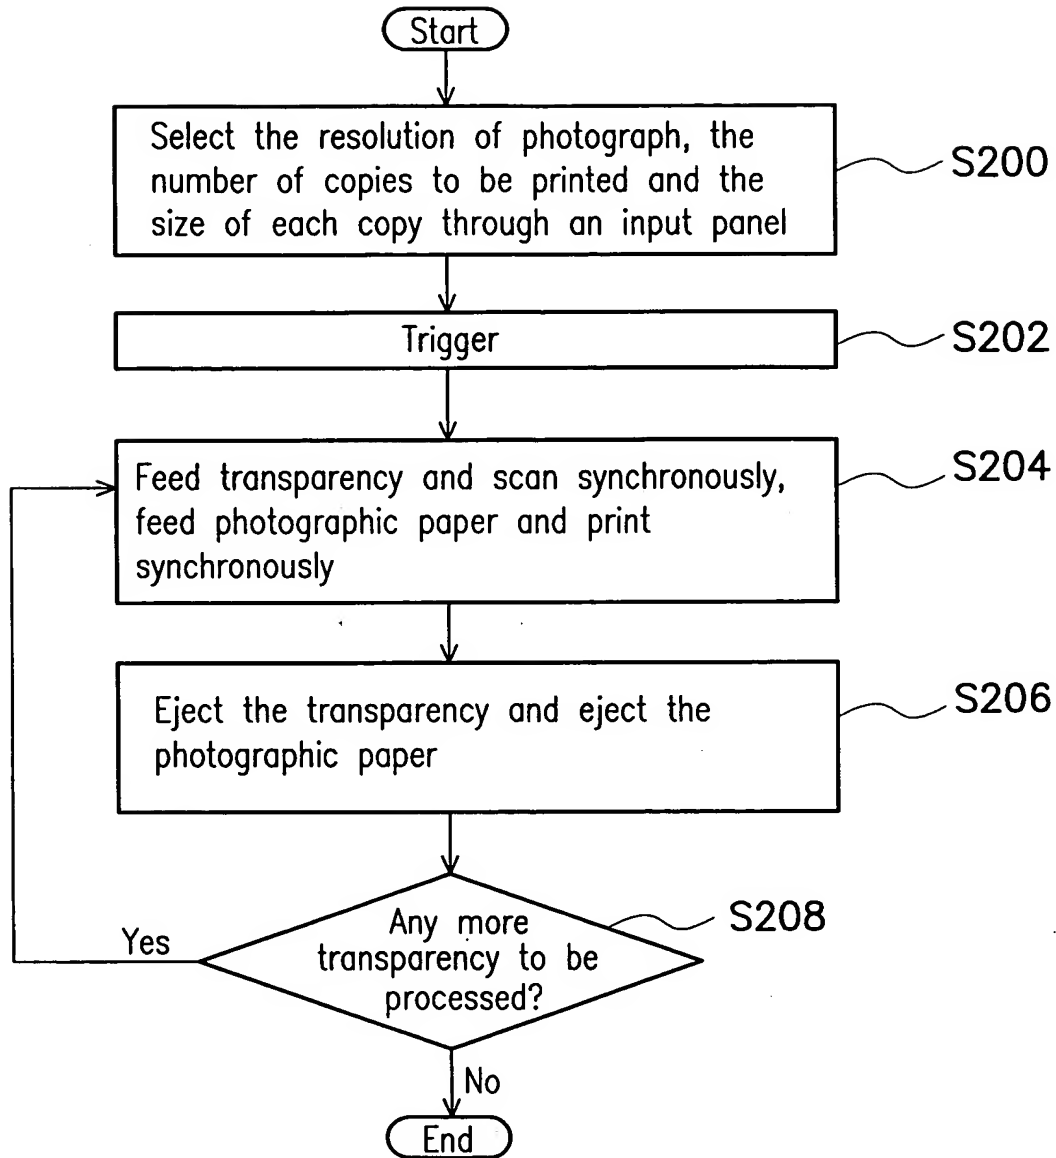 Start
Select the resolution of photograph, the
number of copies to be printed and the
size of each copy through an input panel
S200
Trigger
S202
Feed transparency and scan synchronously,
feed photographic paper and print
synchronously
S204
Eject the transparency and eject the
photographic paper
S206
Any more
transparency to be
processed?
S208
Yes
No
End